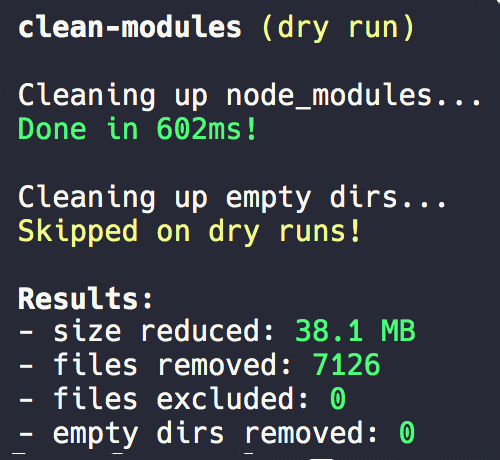 clean-modules (dry run)
Cleaning up node_modules...
Done in 602ms!
Cleaning up empty dirs...
Skipped on dry runs!
Results:
- size reduced: 38.1 MB
- files removed: 7126
- files excluded: 0
- empty dirs removed: 0